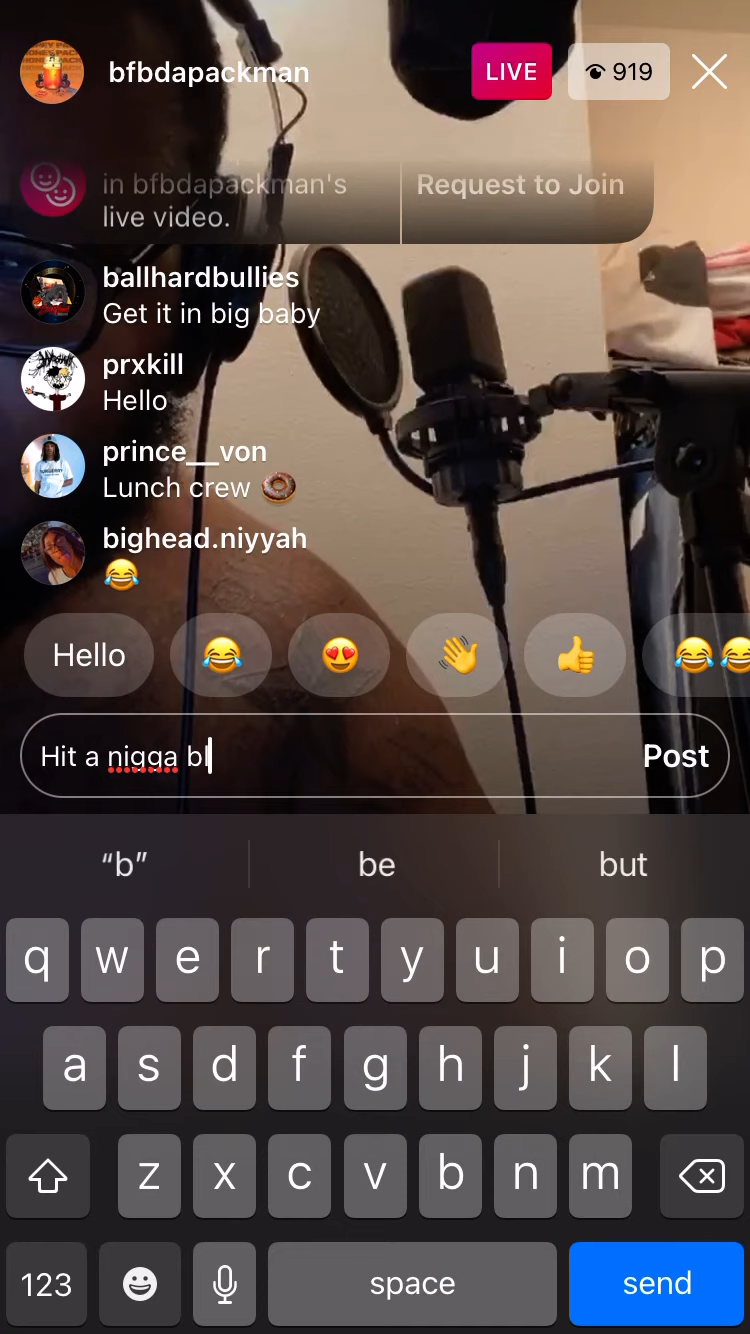 bfbdapackman
LIVE
919
in bfbdapackman's
live video.
Request to Join
ballhardbullies
Get it in big baby
prxkill
Hello
prince__von
Lunch crew 🍩
bighead.niyyah
😂
Hello 😂 😍 👋 👍 😂😂
Hit a nigga bl
Post
“b” be but
q w e r t y u i o p
a s d f g h j k l
z x c v b n m
123 space send